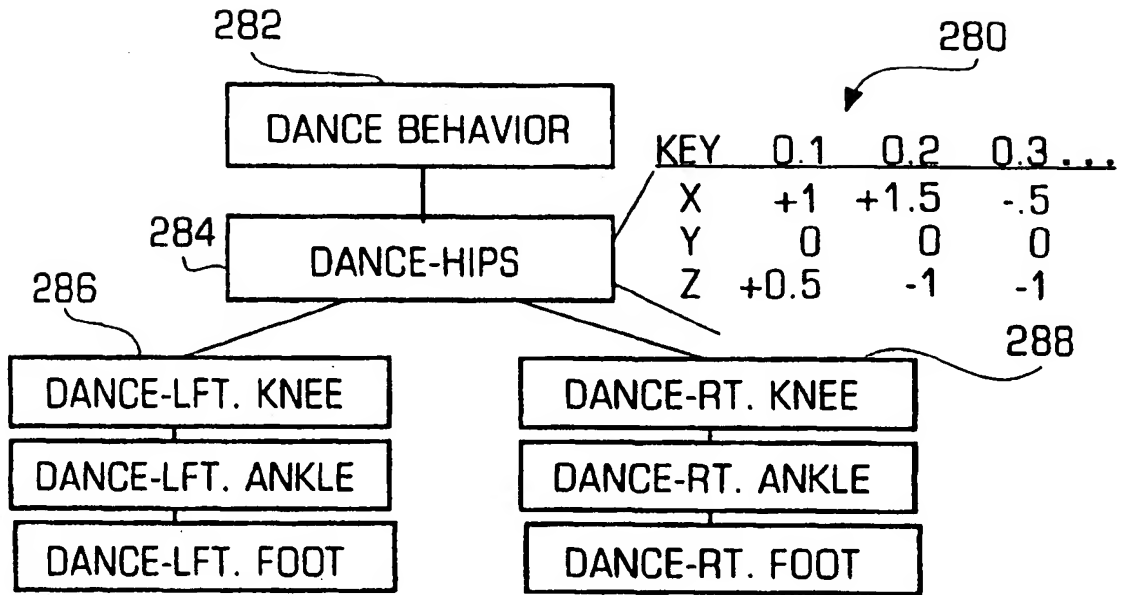 282
280
DANCE BEHAVIOR
KEY 0.1 0.2 0.3 ...
X +1 +1.5 -.5
284
Y 0 0 0
DANCE-HIPS
Z +0.5 -1 -1
286
288
DANCE-LFT. KNEE
DANCE-RT. KNEE
DANCE-LFT. ANKLE
DANCE-RT. ANKLE
DANCE-LFT. FOOT
DANCE-RT. FOOT